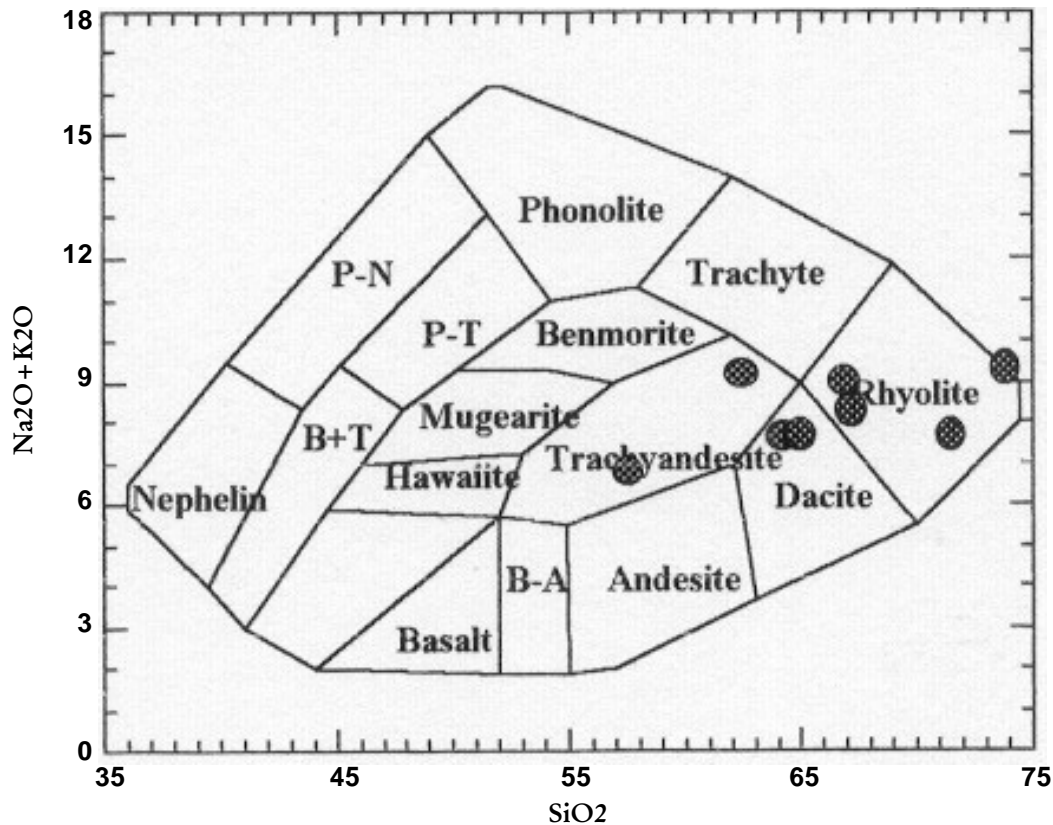 18
15
12
9
6
3
0
Na2O+K2O
Phonolite
P-N
Trachyte
P-T
Benmorite
Mugearite
Rhyolite
B+T
Trachyandesite
Hawaiite
Nephelin
Dacite
B-A
Andesite
Basalt
35 45 55 65 75
SiO2